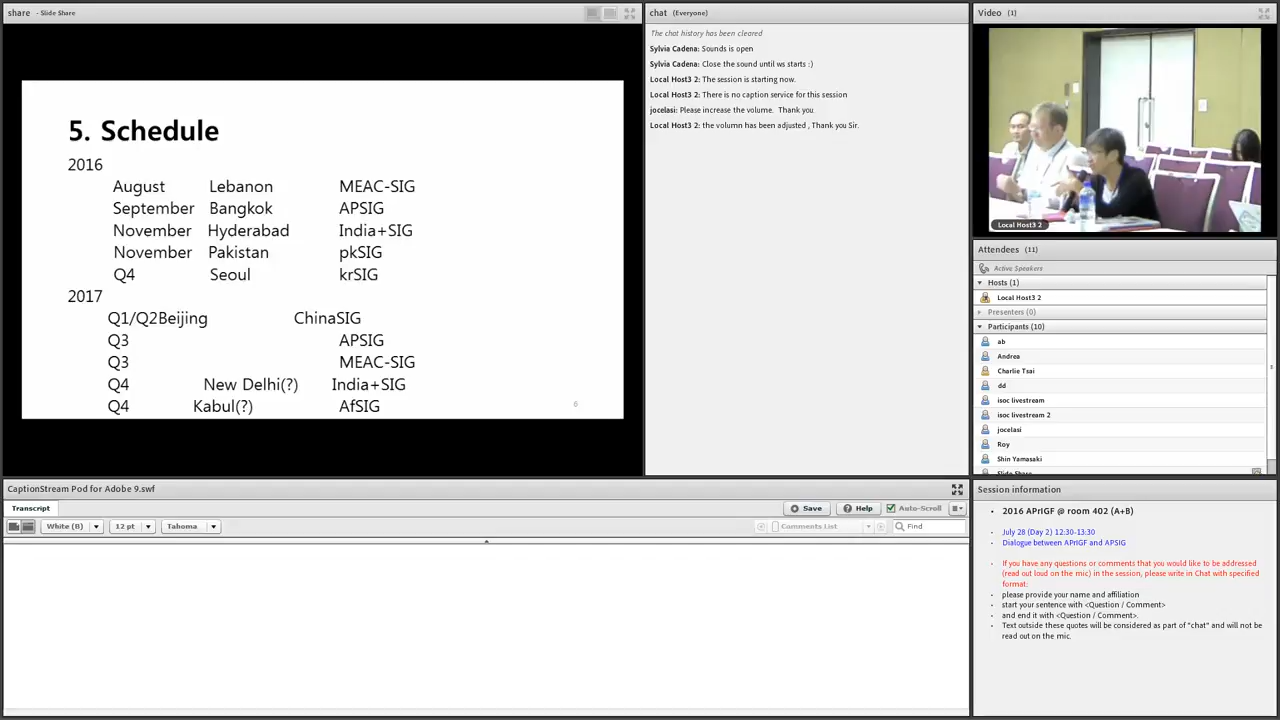 share - Slide Share
5. Schedule
2016
August Lebanon MEAC-SIG
September Bangkok APSIG
November Hyderabad India+SIG
November Pakistan pkSIG
Q4 Seoul krSIG
2017
Q1/Q2Beijing ChinaSIG
Q3 APSIG
Q3 MEAC-SIG
Q4 New Delhi(?) India+SIG
Q4 Kabul(?) AfSIG
6
chat (Everyone)
The chat history has been cleared
Sylvia Cadena: Sounds is open
Sylvia Cadena: Close the sound until ws starts :)
Local Host3 2: The session is starting now.
Local Host3 2: There is no caption service for this session
jocelasi: Please increase the volume. Thank you.
Local Host3 2: the volumn has been adjusted , Thank you Sir.
Video (1)
Local Host3 2
Attendees (11)
Active Speakers
Hosts (1)
Local Host3 2
Presenters (0)
Participants (10)
ab
Andrea
Charlie Tsai
dd
isoc livestream
isoc livestream 2
jocelasi
Roy
Shin Yamasaki
Slide Share
CaptionStream Pod for Adobe 9.swf
Transcript
Save
Help
Auto-Scroll
White (B)
12 pt
Tahoma
Comments List
Find
Session information
• 2016 APrIGF @ room 402 (A+B)
• July 28 (Day 2) 12:30-13:30
• Dialogue between APrIGF and APSIG
• If you have any questions or comments that you would like to be addressed
(read out loud on the mic) in the session, please write in Chat with specified
format:
• please provide your name and affiliation
• start your sentence with <Question / Comment>
• and end it with <Question / Comment>.
• Text outside these quotes will be considered as part of "chat" and will not be
read out on the mic.